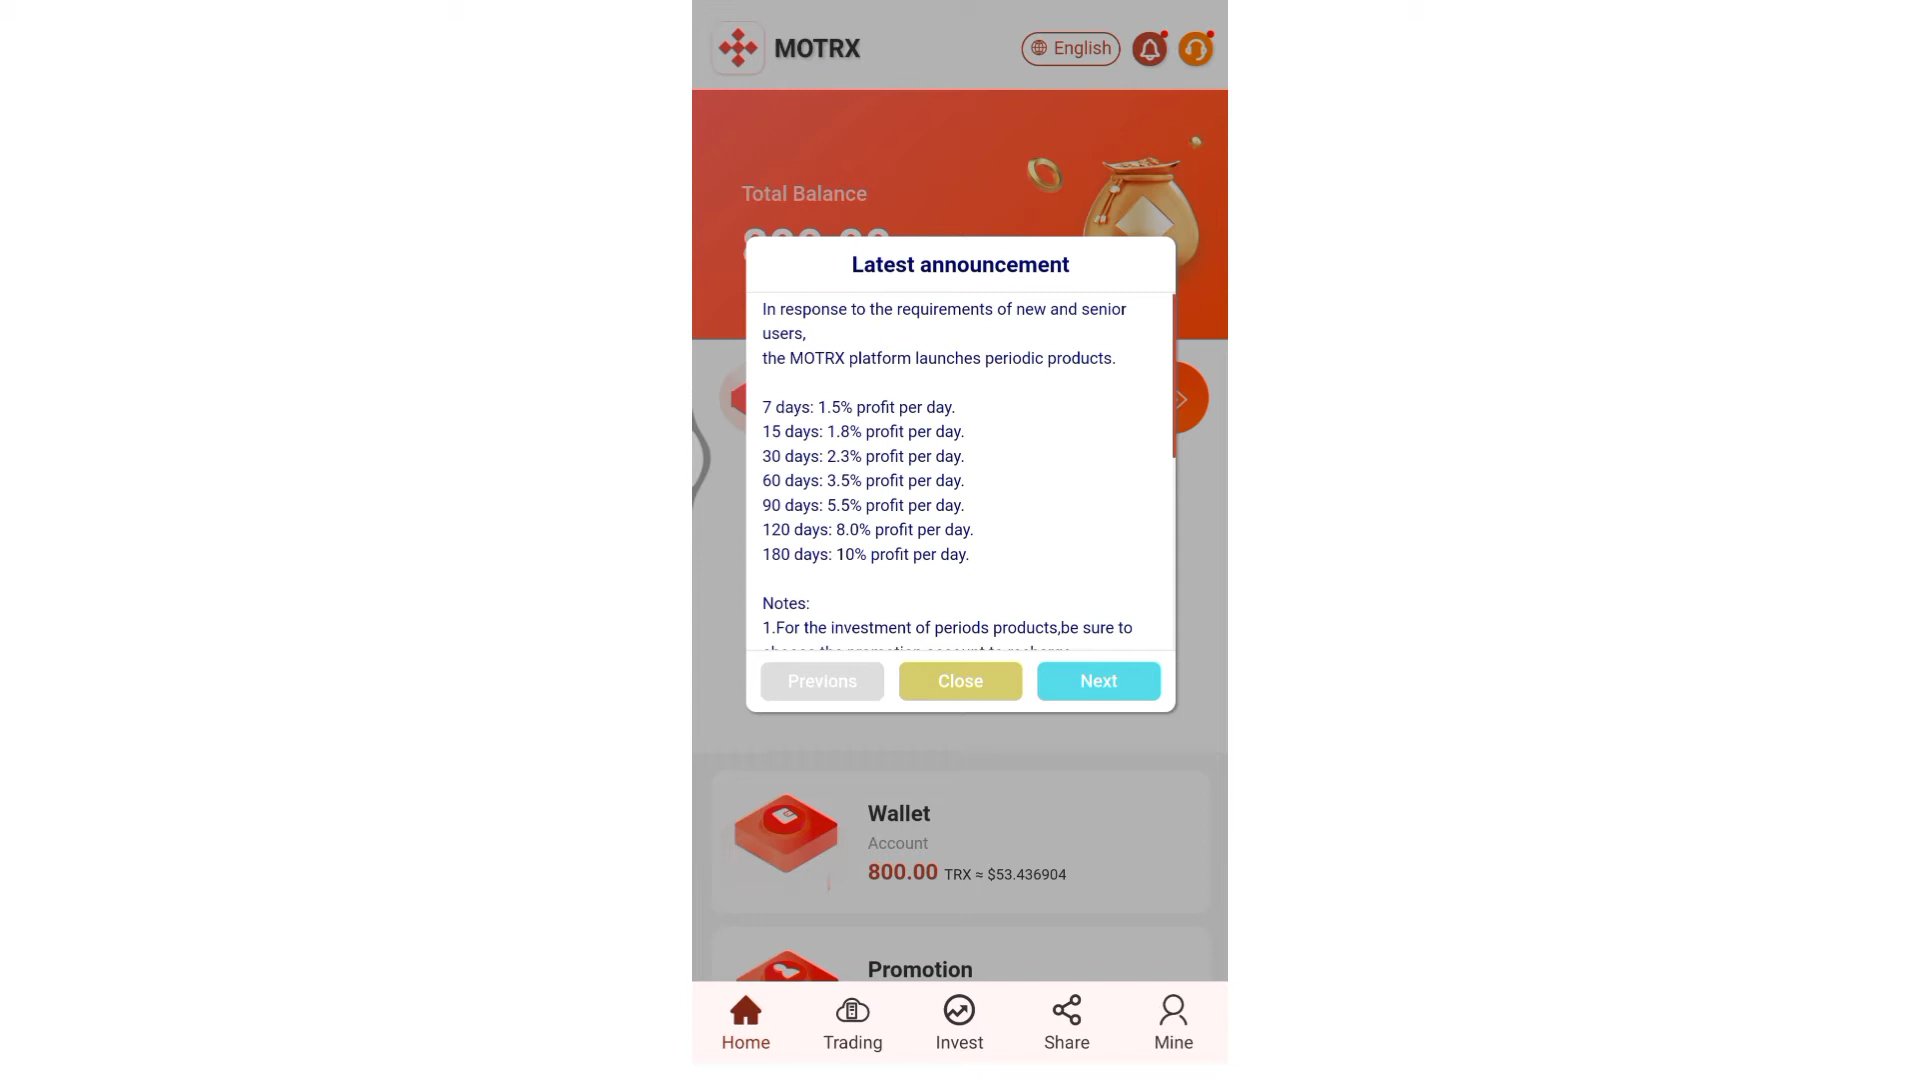 MOTRX
English
Total Balance
Latest announcement
In response to the requirements of new and senior
users,
the MOTRX platform launches periodic products.
7 days: 1.5% profit per day.
15 days: 1.8% profit per day.
30 days: 2.3% profit per day.
60 days: 3.5% profit per day.
90 days: 5.5% profit per day.
120 days: 8.0% profit per day.
180 days: 10% profit per day.
Notes:
1.For the investment of periods products,be sure to
Previons
Close
Next
Wallet
Account
800.00 TRX ≈ $53.436904
Promotion
Home
Trading
Invest
Share
Mine